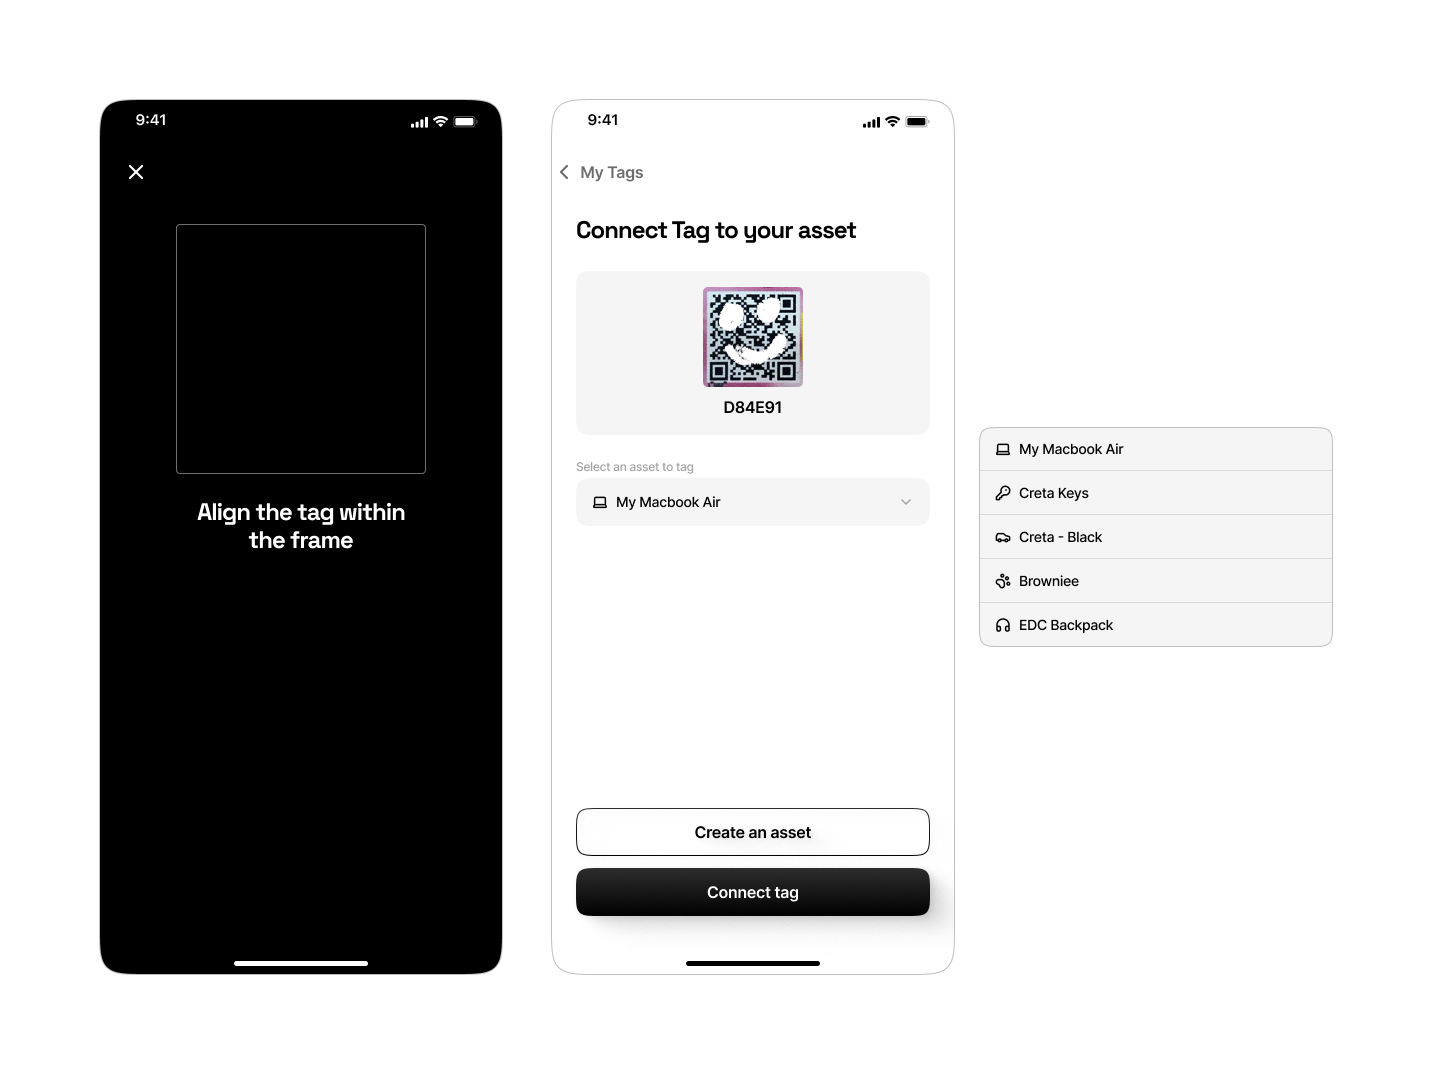 9:41
Align the tag within
the frame
9:41
My Tags
Connect Tag to your asset
D84E91
Select an asset to tag
My Macbook Air
Create an asset
Connect tag
My Macbook Air
Creta Keys
Creta - Black
Browniee
EDC Backpack